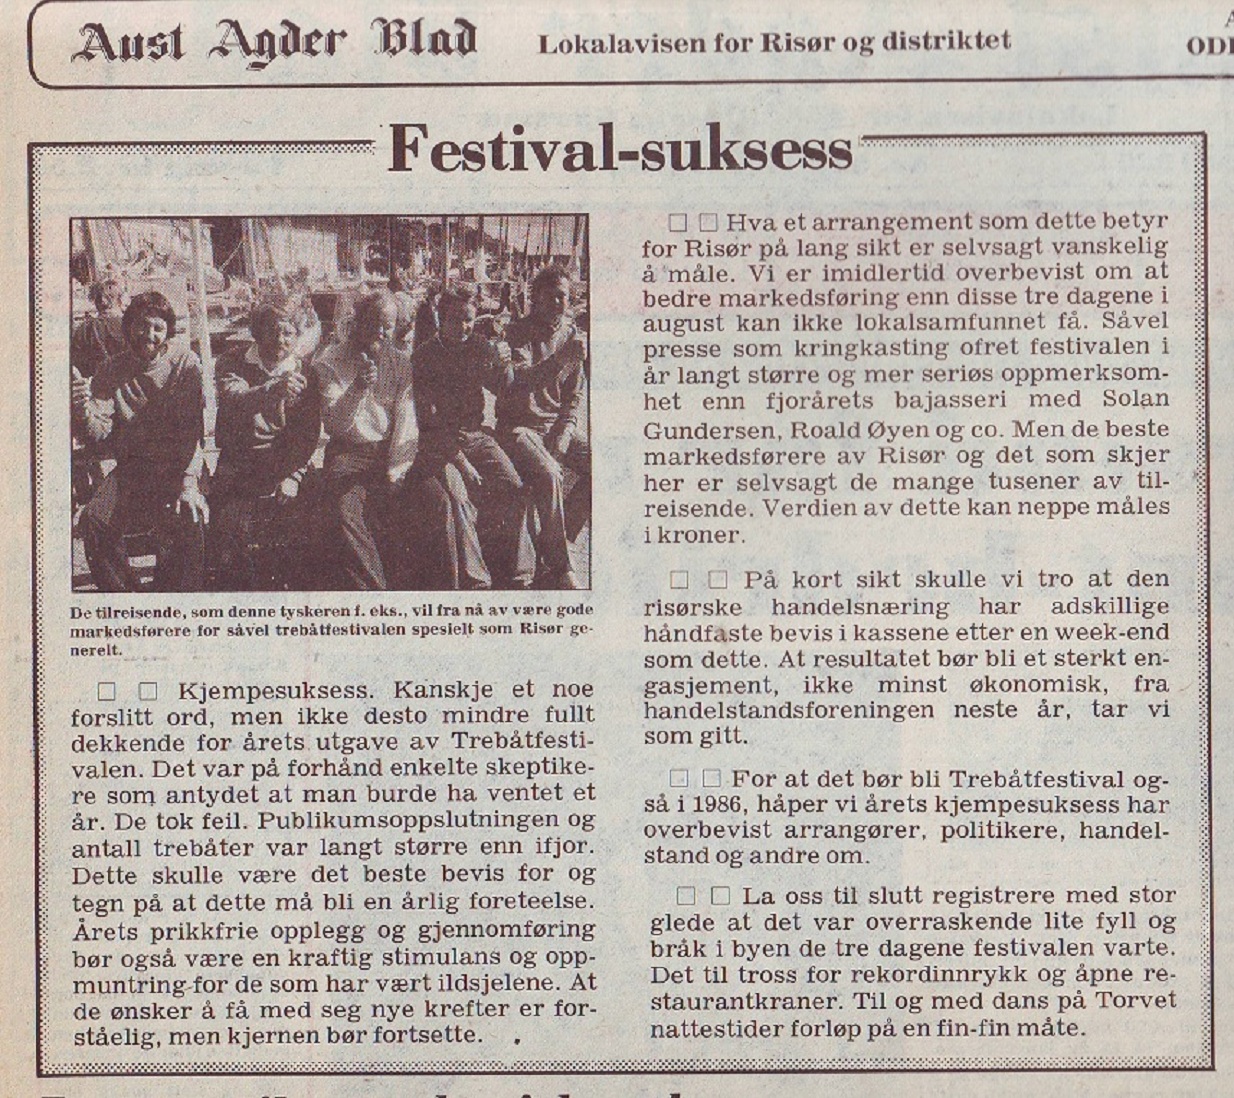 Aust Agder Blad
Lokalavisen for Risør og distriktet
Festival-suksess
De tilreisende, som denne tyskeren f. eks., vil fra nå av være gode
markedsførere for såvel trebåtfestivalen spesielt som Risør ge-
nerelt.
□ □ Kjempesuksess. Kanskje et noe
forslitt ord, men ikke desto mindre fullt
dekkende for årets utgave av Trebåtfesti-
valen. Det var på forhånd enkelte skeptike-
re som antydet at man burde ha ventet et
år. De tok feil. Publikumsoppslutningen og
antall trebåter var langt større enn ifjor.
Dette skulle være det beste bevis for og
tegn på at dette må bli en årlig foreteelse.
Årets prikkfrie opplegg og gjennomføring
bør også være en kraftig stimulans og opp-
muntring for de som har vært ildsjelene. At
de ønsker å få med seg nye krefter er for-
ståelig, men kjernen bør fortsette.
□ □ Hva et arrangement som dette betyr
for Risør på lang sikt er selvsagt vanskelig
å måle. Vi er imidlertid overbevist om at
bedre markedsføring enn disse tre dagene i
august kan ikke lokalsamfunnet få. Såvel
presse som kringkasting ofret festivalen i
år langt større og mer seriøs oppmerksom-
het enn fjorårets bajasseri med Solan
Gundersen, Roald Øyen og co. Men de beste
markedsførere av Risør og det som skjer
her er selvsagt de mange tusener av til-
reisende. Verdien av dette kan neppe måles
i kroner.
□ □ På kort sikt skulle vi tro at den
risørske handelsnæring har adskillige
håndfaste bevis i kassene etter en week-end
som dette. At resultatet bør bli et sterkt en-
gasjement, ikke minst økonomisk, fra
handelstandsforeningen neste år, tar vi
som gitt.
□ □ For at det bør bli Trebåtfestival og-
så i 1986, håper vi årets kjempesuksess har
overbevist arrangører, politikere, handel-
stand og andre om.
□ □ La oss til slutt registrere med stor
glede at det var overraskende lite fyll og
bråk i byen de tre dagene festivalen varte.
Det til tross for rekordinnrykk og åpne re-
staurantkraner. Til og med dans på Torvet
nattestider forløp på en fin-fin måte.